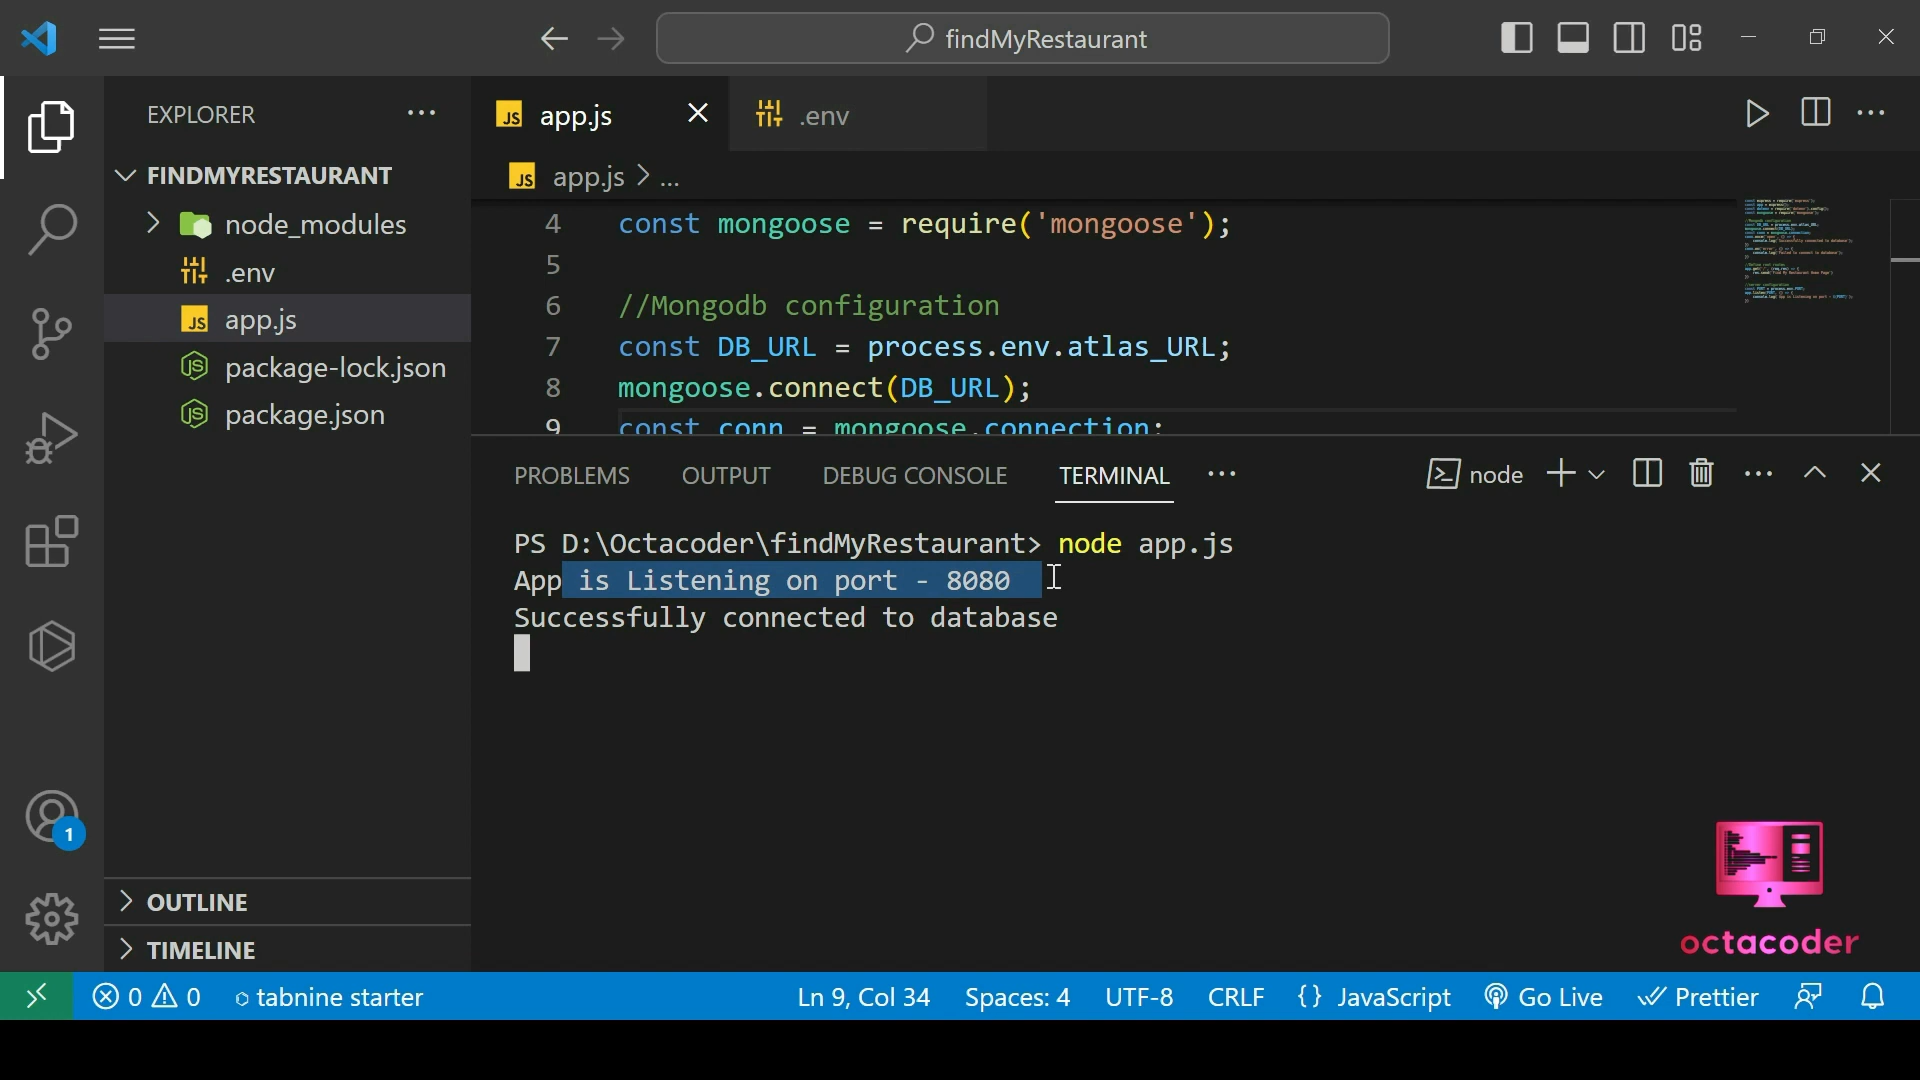 findMyRestaurant
EXPLORER
FINDMYRESTAURANT
node_modules
.env
app.js
package-lock.json
package.json
OUTLINE
TIMELINE
app.js
.env
app.js > ...
4 const mongoose = require('mongoose');
5
6 //Mongodb configuration
7 const DB_URL = process.env.atlas_URL;
8 mongoose.connect(DB_URL);
9 const conn = mongoose.connection;
PROBLEMS OUTPUT DEBUG CONSOLE TERMINAL node
PS D:\Octacoder\findMyRestaurant> node app.js
App is Listening on port - 8080
Successfully connected to database
1
octacoder
0 0 tabnine starter Ln 9, Col 34 Spaces: 4 UTF-8 CRLF {} JavaScript Go Live Prettier